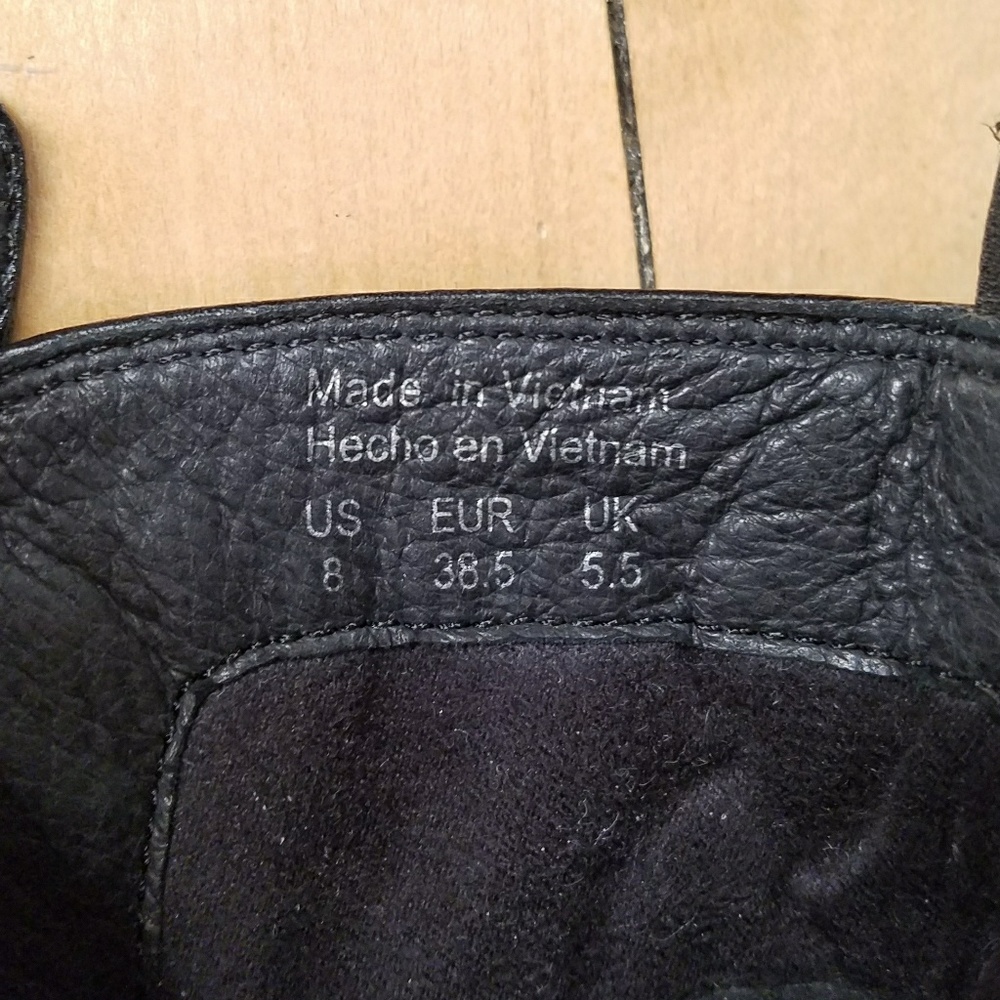 Made in Vietnam
Hecho en Vietnam
US EUR UK
8 38.5 5.5